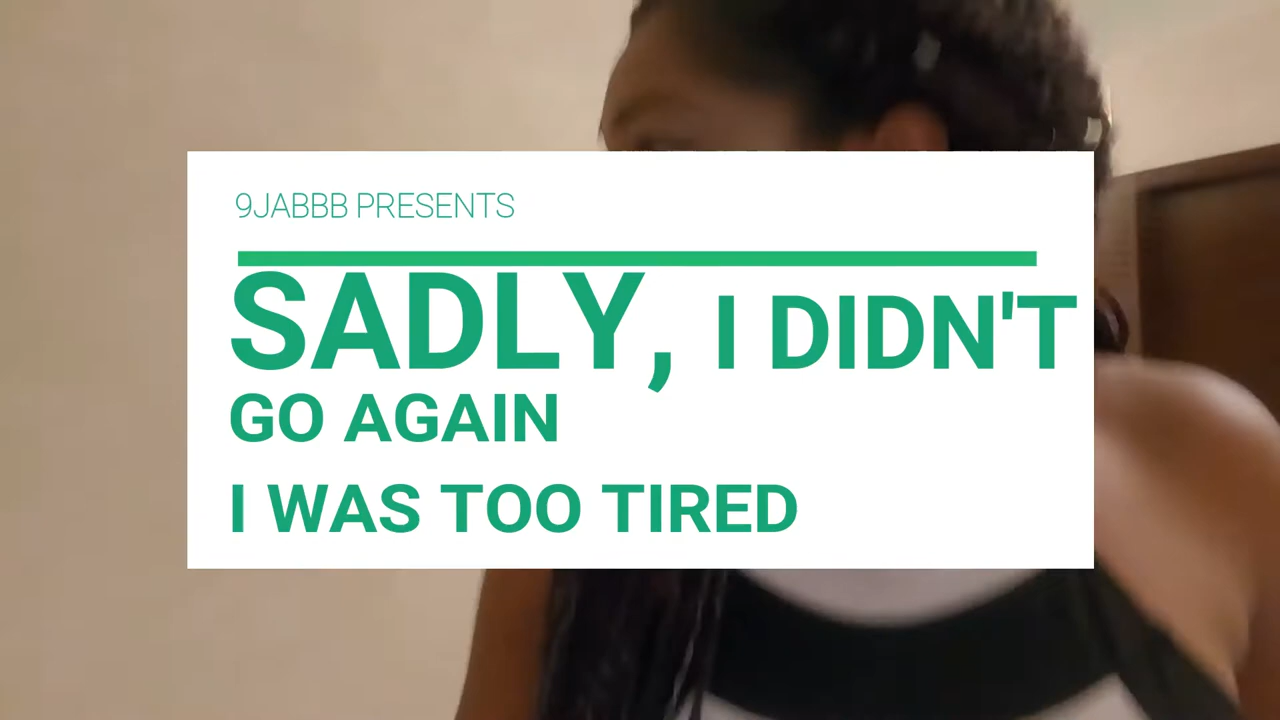 9JABBB PRESENTS
SADLY, I DIDN'T
GO AGAIN
I WAS TOO TIRED